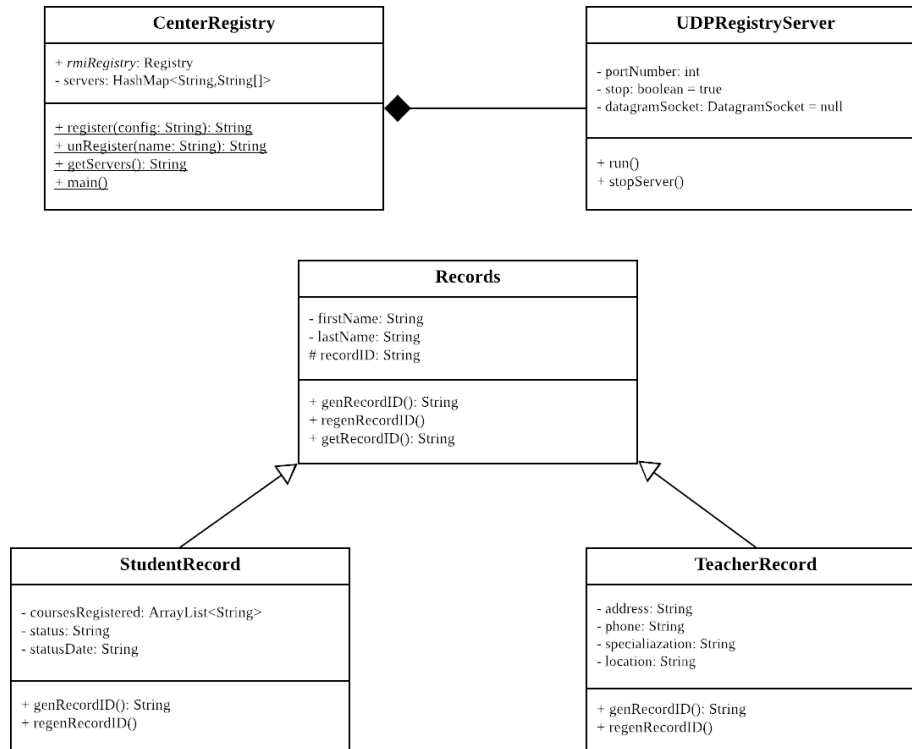 CenterRegistry
+ rmiRegistry: Registry
- servers: HashMap<String,String[]>
+ register(config: String): String
+ unRegister(name: String): String
+ getServers(): String
+ main()
UDPRegistryServer
- portNumber: int
- stop: boolean = true
- datagramSocket: DatagramSocket = null
+ run()
+ stopServer()
Records
- firstName: String
- lastName: String
# recordID: String
+ genRecordID(): String
+ regenRecordID()
+ getRecordID(): String
StudentRecord
- coursesRegistered: ArrayList<String>
- status: String
- statusDate: String
+ genRecordID(): String
+ regenRecordID()
TeacherRecord
- address: String
- phone: String
- specialiazation: String
- location: String
+ genRecordID(): String
+ regenRecordID()